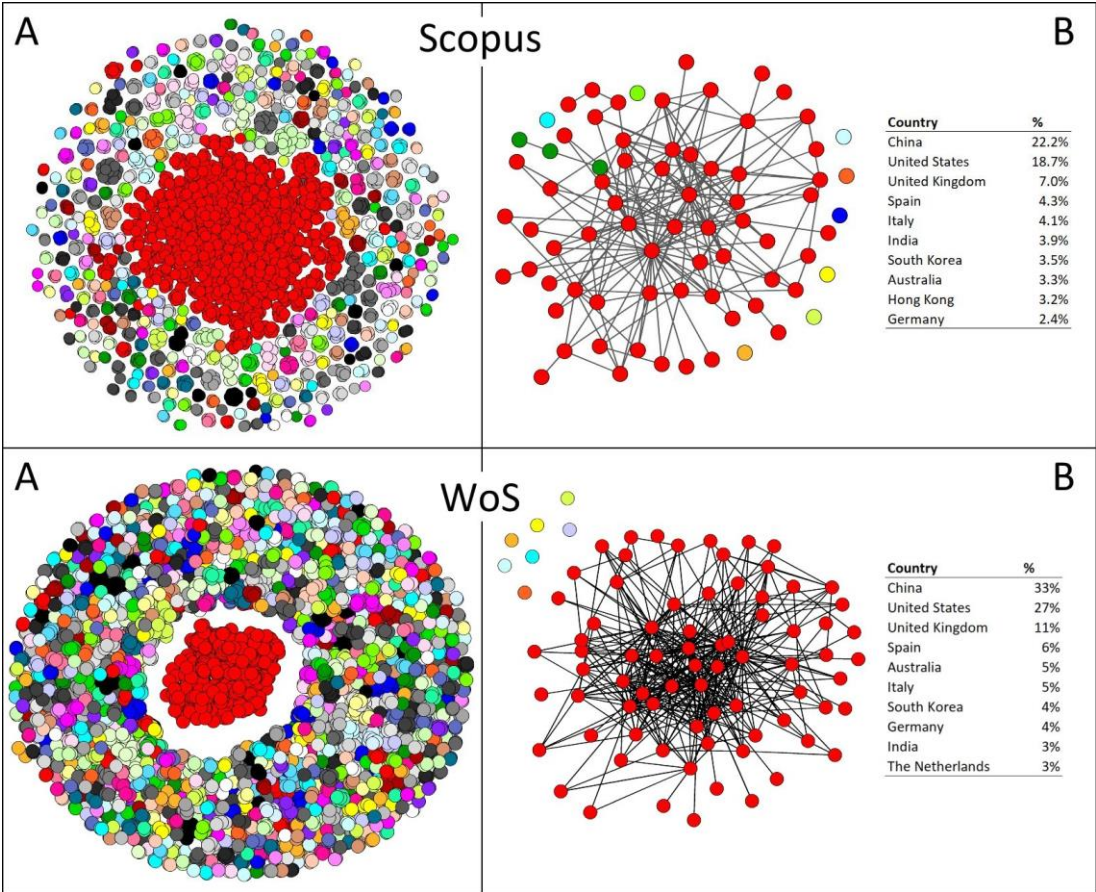 A
Scopus
B
Country %
China 22.2%
United States 18.7%
United Kingdom 7.0%
Spain 4.3%
Italy 4.1%
India 3.9%
South Korea 3.5%
Australia 3.3%
Hong Kong 3.2%
Germany 2.4%
A
WoS
B
Country %
China 33%
United States 27%
United Kingdom 11%
Spain 6%
Australia 5%
Italy 5%
South Korea 4%
Germany 4%
India 3%
The Netherlands 3%